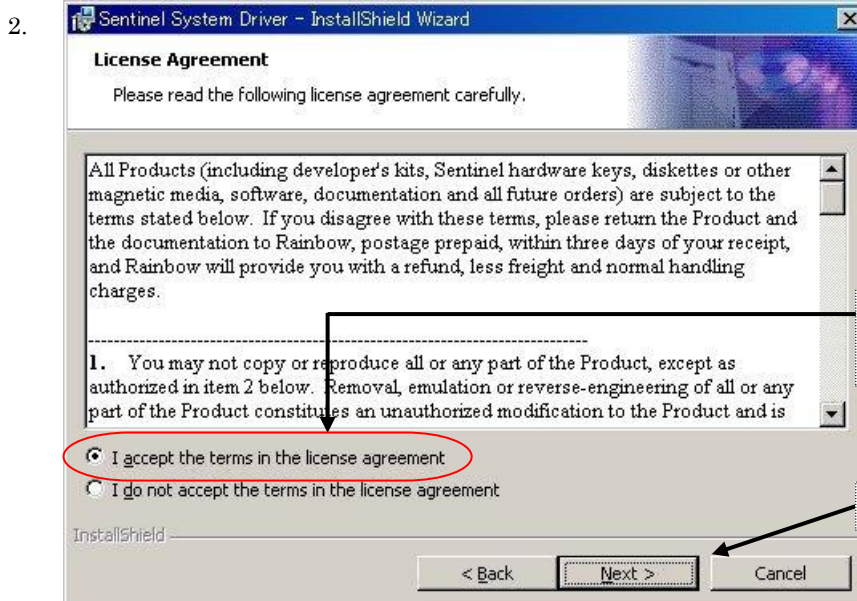 2.
Sentinel System Driver - InstallShield Wizard
License Agreement
Please read the following license agreement carefully.
All Products (including developer's kits, Sentinel hardware keys, diskettes or other
magnetic media, software, documentation and all future orders) are subject to the
terms stated below. If you disagree with these terms, please return the Product and
the documentation to Rainbow, postage prepaid, within three days of your receipt,
and Rainbow will provide you with a refund, less freight and normal handling
charges.
------------------------------------------------------------------------------
1. You may not copy or reproduce all or any part of the Product, except as
authorized in item 2 below. Removal, emulation or reverse-engineering of all or any
part of the Product constitutes an unauthorized modification to the Product and is
I accept the terms in the license agreement
I do not accept the terms in the license agreement
InstallShield
< Back Next > Cancel